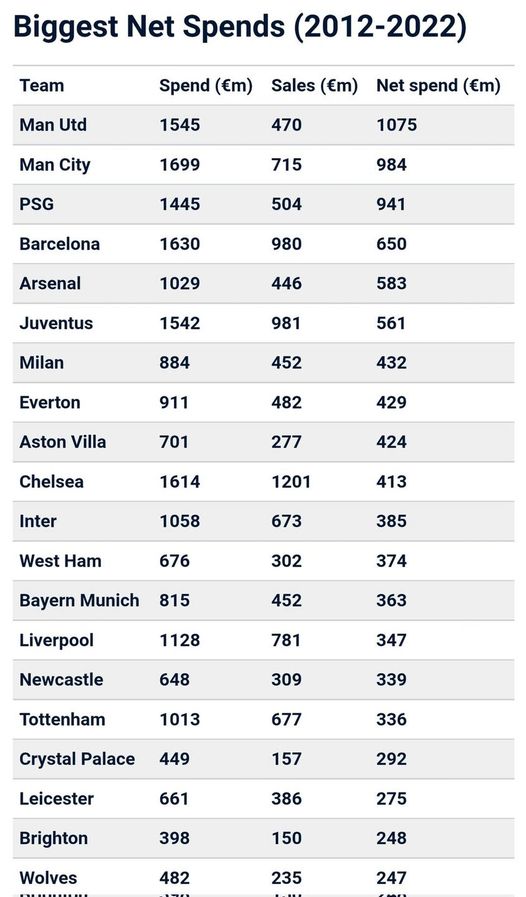 Biggest Net Spends (2012-2022)
Team Spend (€m) Sales (€m) Net spend (€m)
Man Utd 1545 470 1075
Man City 1699 715 984
PSG 1445 504 941
Barcelona 1630 980 650
Arsenal 1029 446 583
Juventus 1542 981 561
Milan 884 452 432
Everton 911 482 429
Aston Villa 701 277 424
Chelsea 1614 1201 413
Inter 1058 673 385
West Ham 676 302 374
Bayern Munich 815 452 363
Liverpool 1128 781 347
Newcastle 648 309 339
Tottenham 1013 677 336
Crystal Palace 449 157 292
Leicester 661 386 275
Brighton 398 150 248
Wolves 482 235 247